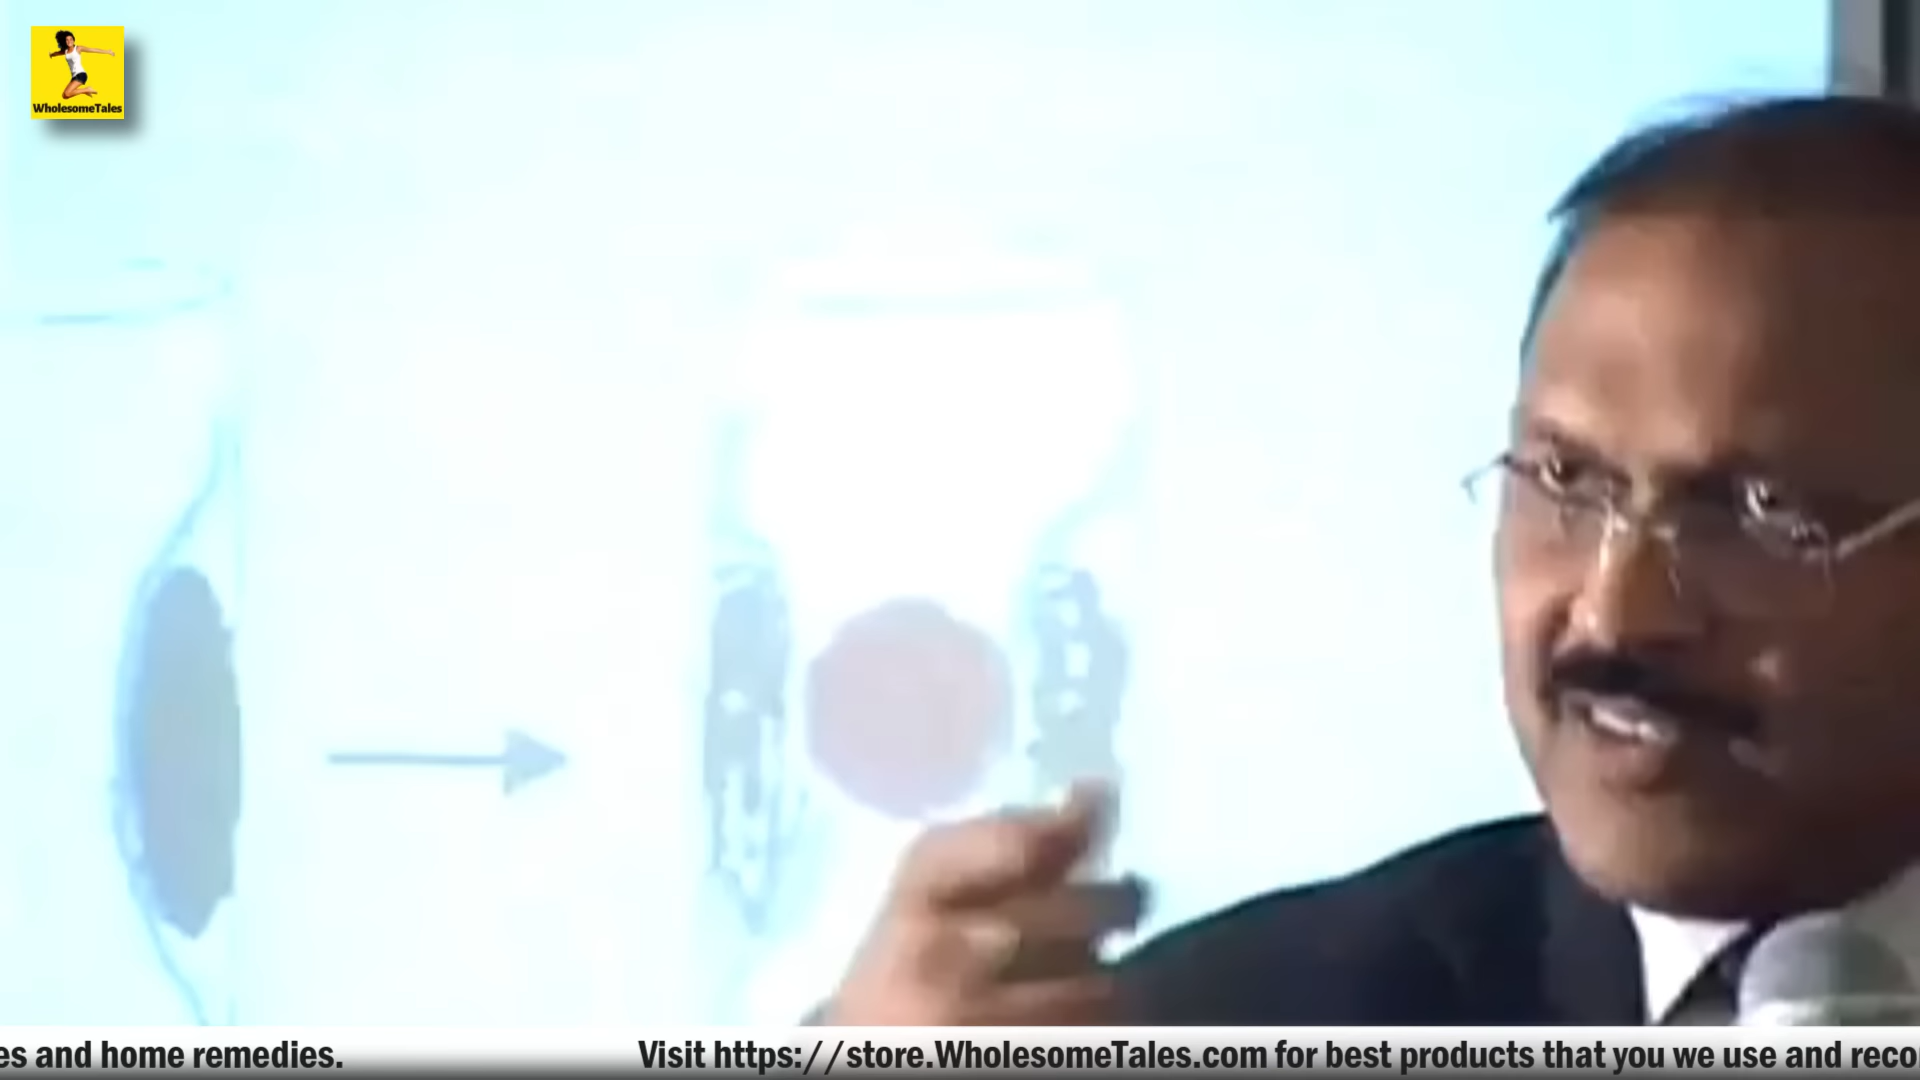 WholesomeTales
es and home remedies.
Visit https://store.WholesomeTales.com for best products that you we use and reco